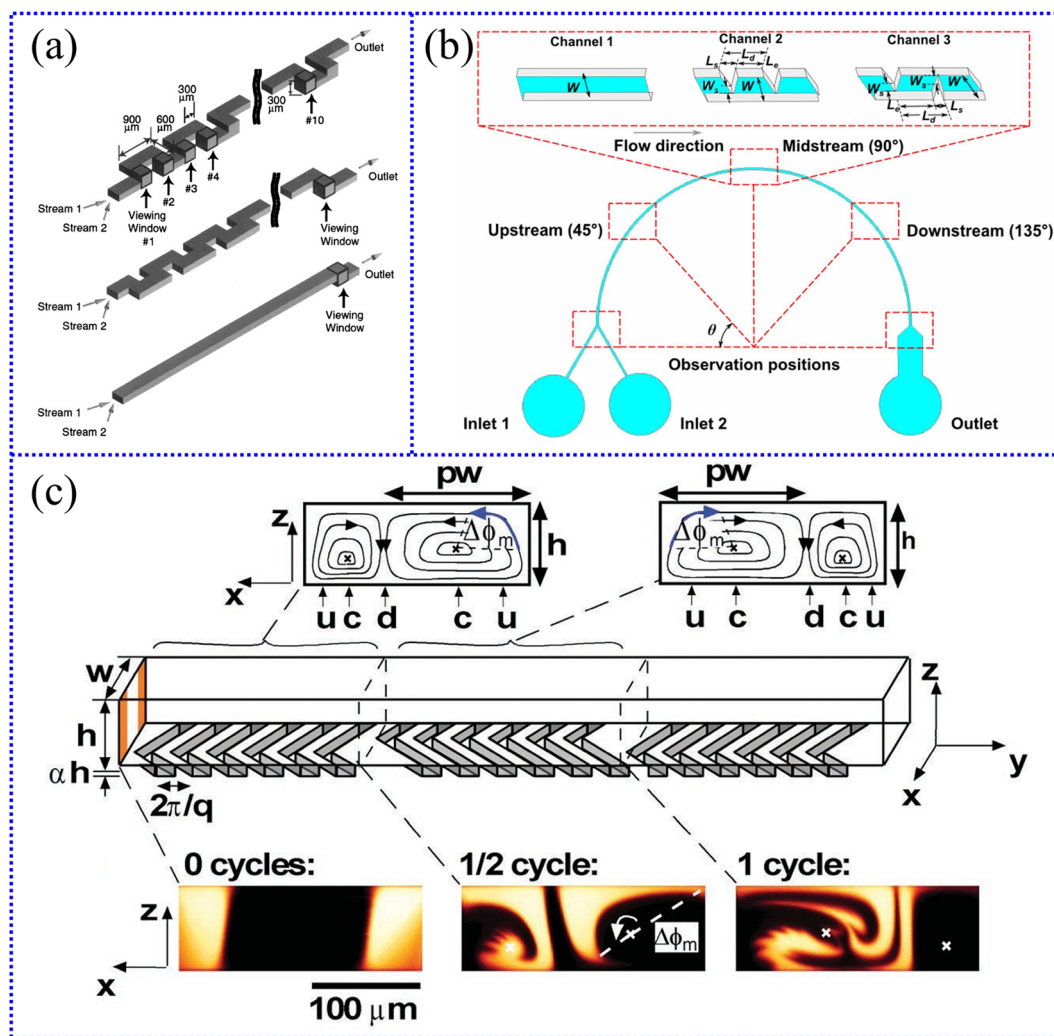 (a)
Outlet
300
μm
300
μm
#10
900
μm
600
μm
#4
#3
#2
Viewing
Window
#1
Stream 1
Stream 2
Outlet
Viewing
Window
Stream 1
Stream 2
Outlet
Viewing
Window
Stream 1
Stream 2
(b)
Channel 1
Channel 2
Channel 3
W
Ls
Ld
Le
Ws
W
Ws
W
Le
Ld
Ls
Flow direction
Midstream (90°)
Upstream (45°)
Downstream (135°)
θ
Observation positions
Inlet 1
Inlet 2
Outlet
(c)
pw
pw
z
Δϕm
h
Δϕm
h
x
u c d c u
u c d c u
w
h
αh
2π/q
z
y
x
0 cycles:
1/2 cycle:
1 cycle:
z
Δϕm
x
100 μm